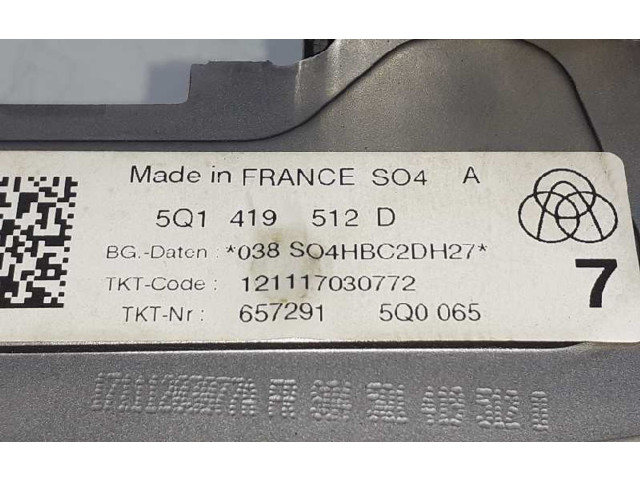 Made in FRANCE SO4 A
5Q1 419 512 D
BG.-Daten : *038 SO4HBC2DH27*
TKT-Code : 121117030772
TKT-Nr : 657291 5Q0 065
7